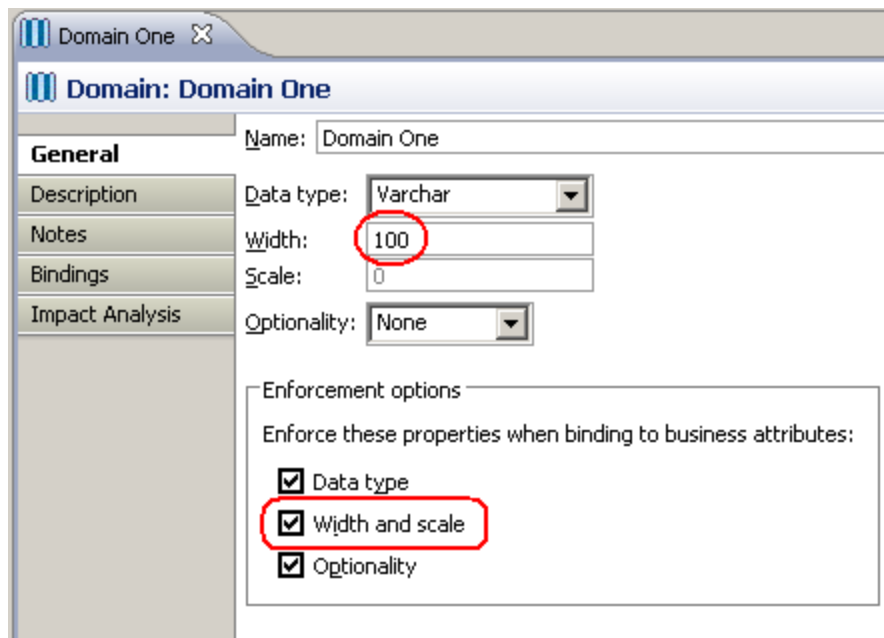 Domain One
Domain: Domain One
General
Description
Notes
Bindings
Impact Analysis
Name: Domain One
Data type: Varchar
Width: 100
Scale: 0
Optionality: None
Enforcement options
Enforce these properties when binding to business attributes:
Data type
Width and scale
Optionality